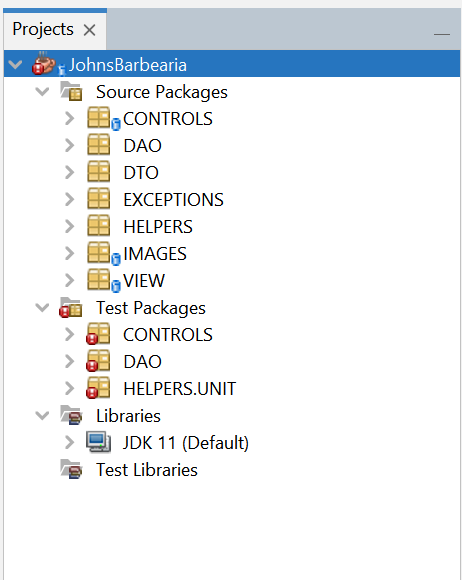 Projects
JohnsBarbearia
Source Packages
CONTROLS
DAO
DTO
EXCEPTIONS
HELPERS
IMAGES
VIEW
Test Packages
CONTROLS
DAO
HELPERS.UNIT
Libraries
JDK 11 (Default)
Test Libraries